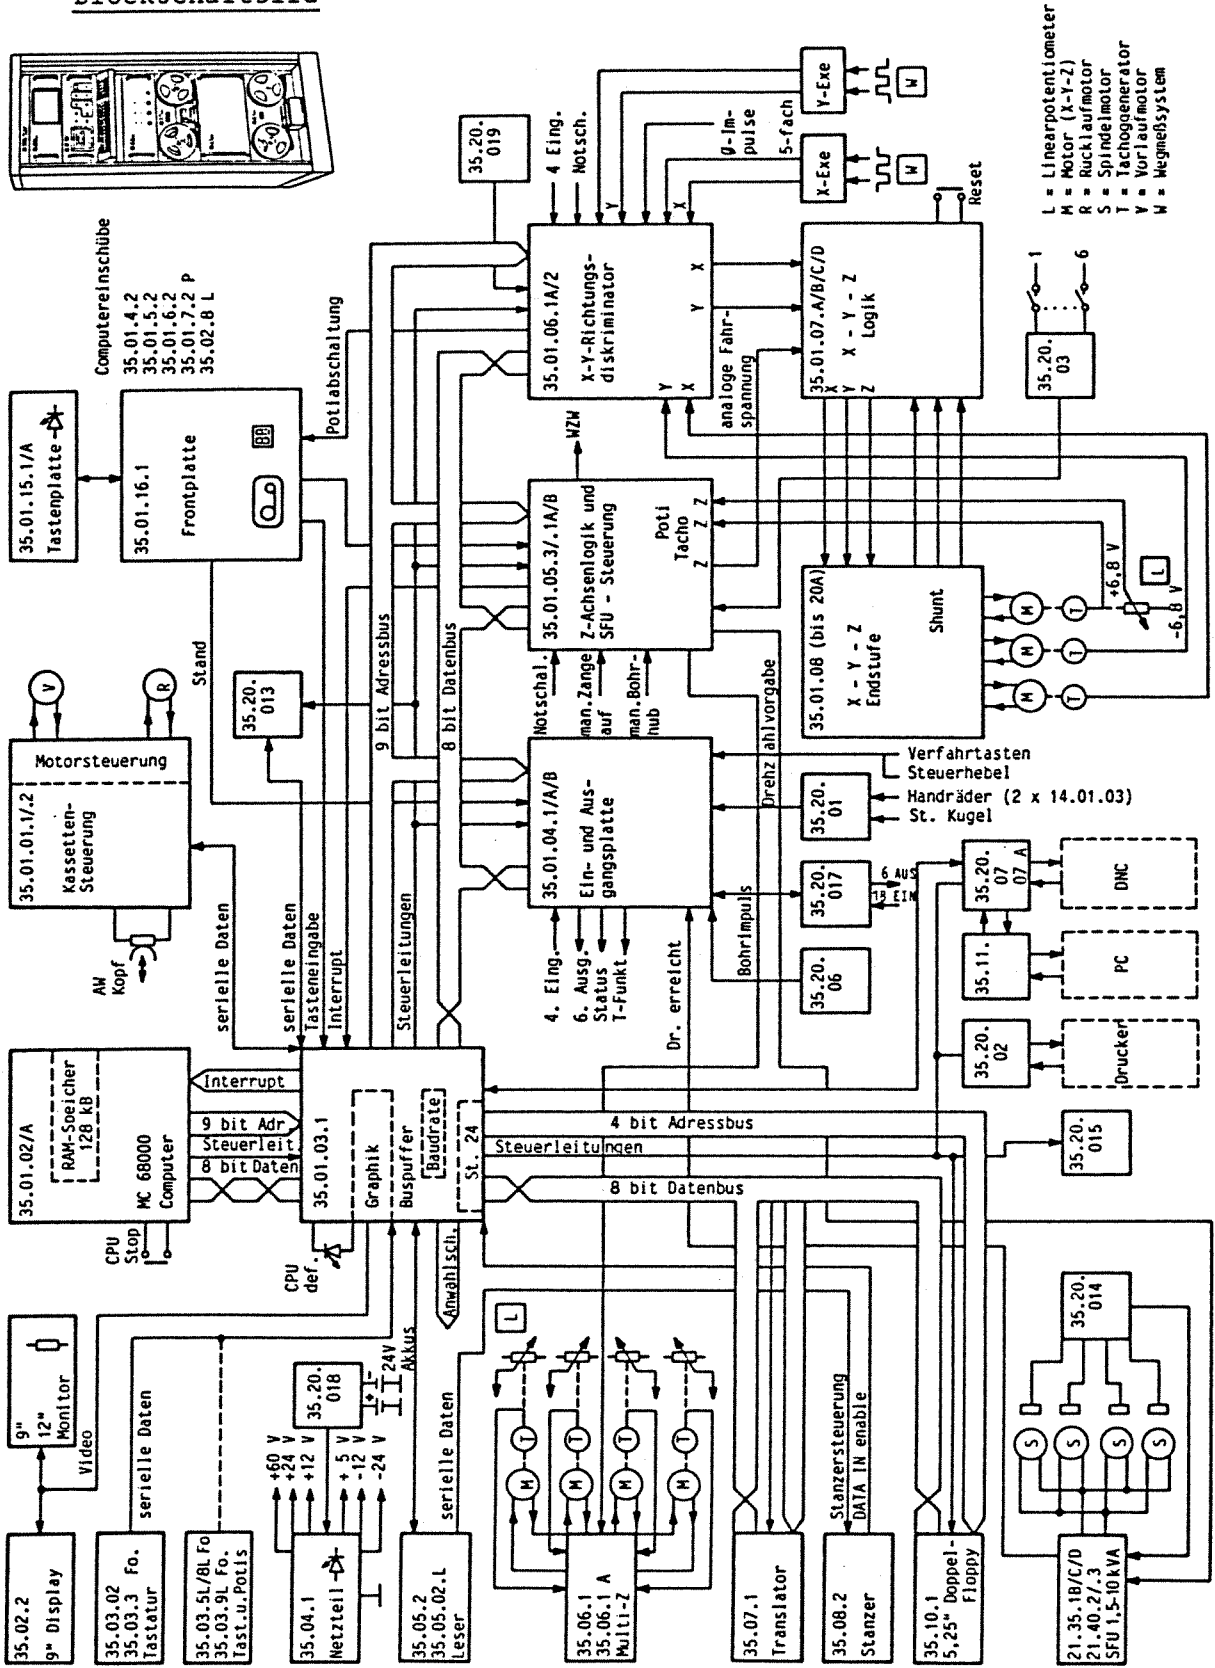 Blockschaltbild
35.02.2
9" Display
9"
12"
Monitor
Video
35.03.02
35.03.3 Fo.
Tastatur
serielle Daten
35.03.5L/8L Fo
35.03.9L Fo.
Tast.u.Potis
35.04.1
Netzteil
+60 V
+24 V
+12 V
+ 5 V
-12 V
-24 V
35.20.
018
+ -
24V
Akkus
35.05.2
35.05.02.L
Leser
serielle Daten
35.06.1
35.06.1 A
Multi-Z
M
T
M
T
M
T
M
T
L
35.07.1
Translator
35.08.2
Stanzer
Stanzersteuerung
DATA IN enable
35.10.1
5,25" Doppel-
Floppy
21.35.1B/C/D
21.40.2/.3
SFU 1.5-10 kVA
S
S
S
S
35.20.
014
35.01.02/A
RAM-Speicher
128 kB
MC 68000
Computer
CPU
Stop
Interrupt
9 bit Adr.
Steuerleit.
8 bit Daten
35.01.03.1
Graphik
Buspuffer
Baudrate
St. 24
CPU
def.
Anwahlsch.
4 bit Adressbus
Steuerleitungen
8 bit Datenbus
35.20.
015
35.01.01.1/.2
Kassetten-
Steuerung
Motorsteuerung
V
R
AW
Kopf
serielle Daten
serielle Daten
Tasteneingabe
Interrupt
Steuerleitungen
35.20.
013
Stand
9 bit Adressbus
8 bit Datenbus
35.01.04.1/A/B
Ein- und Aus-
gangsplatte
4. Eing.
6. Ausg.
Status
T-Funkt
Notschal.
man.Zange
auf
man.Bohr-
hub
Dr. erreicht
Bohrimpuls
Drehzahlvorgabe
35.20.
06
35.20.
017
6 AUS
18 EIN
35.20.
01
Verfahrtasten
Steuerhebel
Handräder (2 x 14.01.03)
St. Kugel
35.20.
02
Drucker
35.11.
PC
35.20.
07
07 A
DNC
35.01.15.1/A
Tastenplatte
35.01.16.1
Frontplatte
88
Computereinschübe
35.01.4.2
35.01.5.2
35.01.6.2
35.01.7.2 P
35.02.8 L
Potiabschaltung
35.01.05.3/.1A/B
Z-Achsenlogik und
SFU - Steuerung
Poti
Tacho
Z
Z
Z
WZW
35.01.08 (bis 20A)
X - Y - Z
Endstufe
Shunt
M
T
M
T
M
T
+6.8 V
-6,8 V
L
35.20.
019
4 Eing.
Notsch.
35.01.06.1A/2
X-Y-Richtungs-
diskriminator
Y
X
Y
X
Y
X
analoge Fahr-
spannung
0-Im-
pulse
5-fach
X-Exe
W
Y-Exe
W
35.01.07.A/B/C/D
X
Y
Z
X - Y - Z
Logik
Reset
35.20.
03
1
6
L = Linearpotentiometer
M = Motor (X-Y-Z)
R = Rücklaufmotor
S = Spindelmotor
T = Tachogenerator
V = Vorlaufmotor
W = Wegmeßsystem